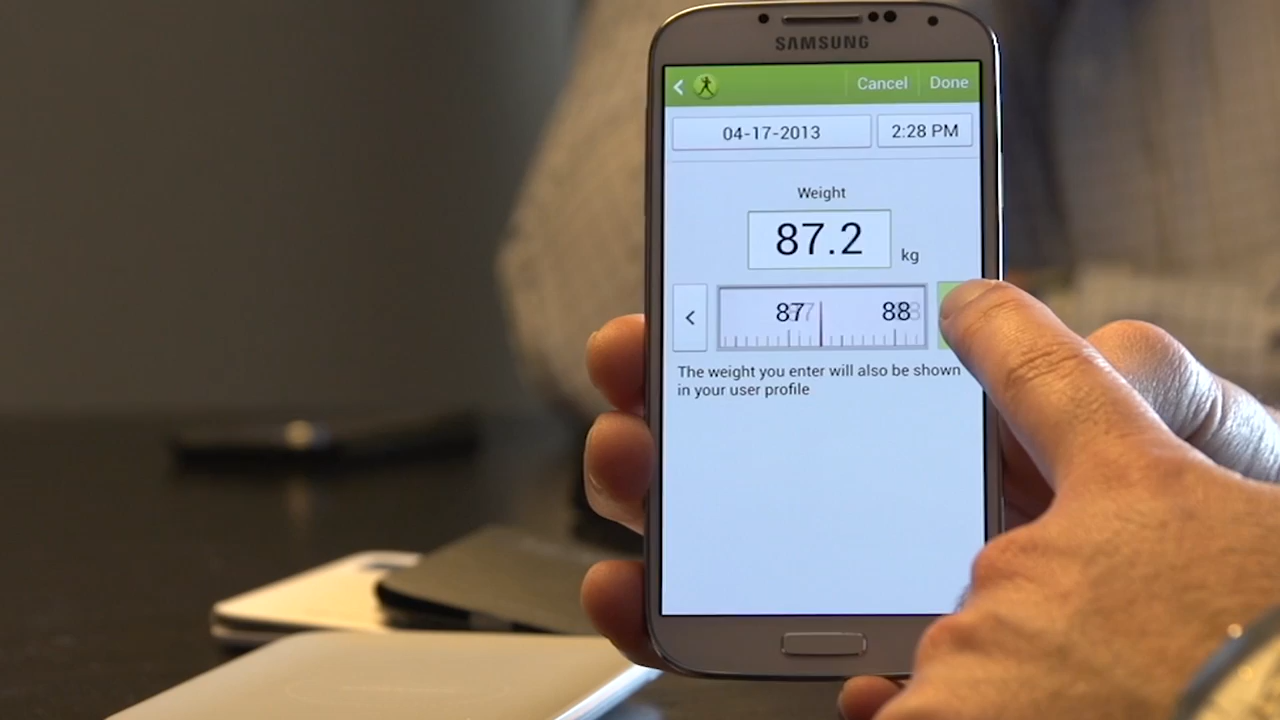 SAMSUNG
< Cancel Done
04-17-2013 2:28 PM
Weight
87.2 kg
< 87 88
The weight you enter will also be shown
in your user profile